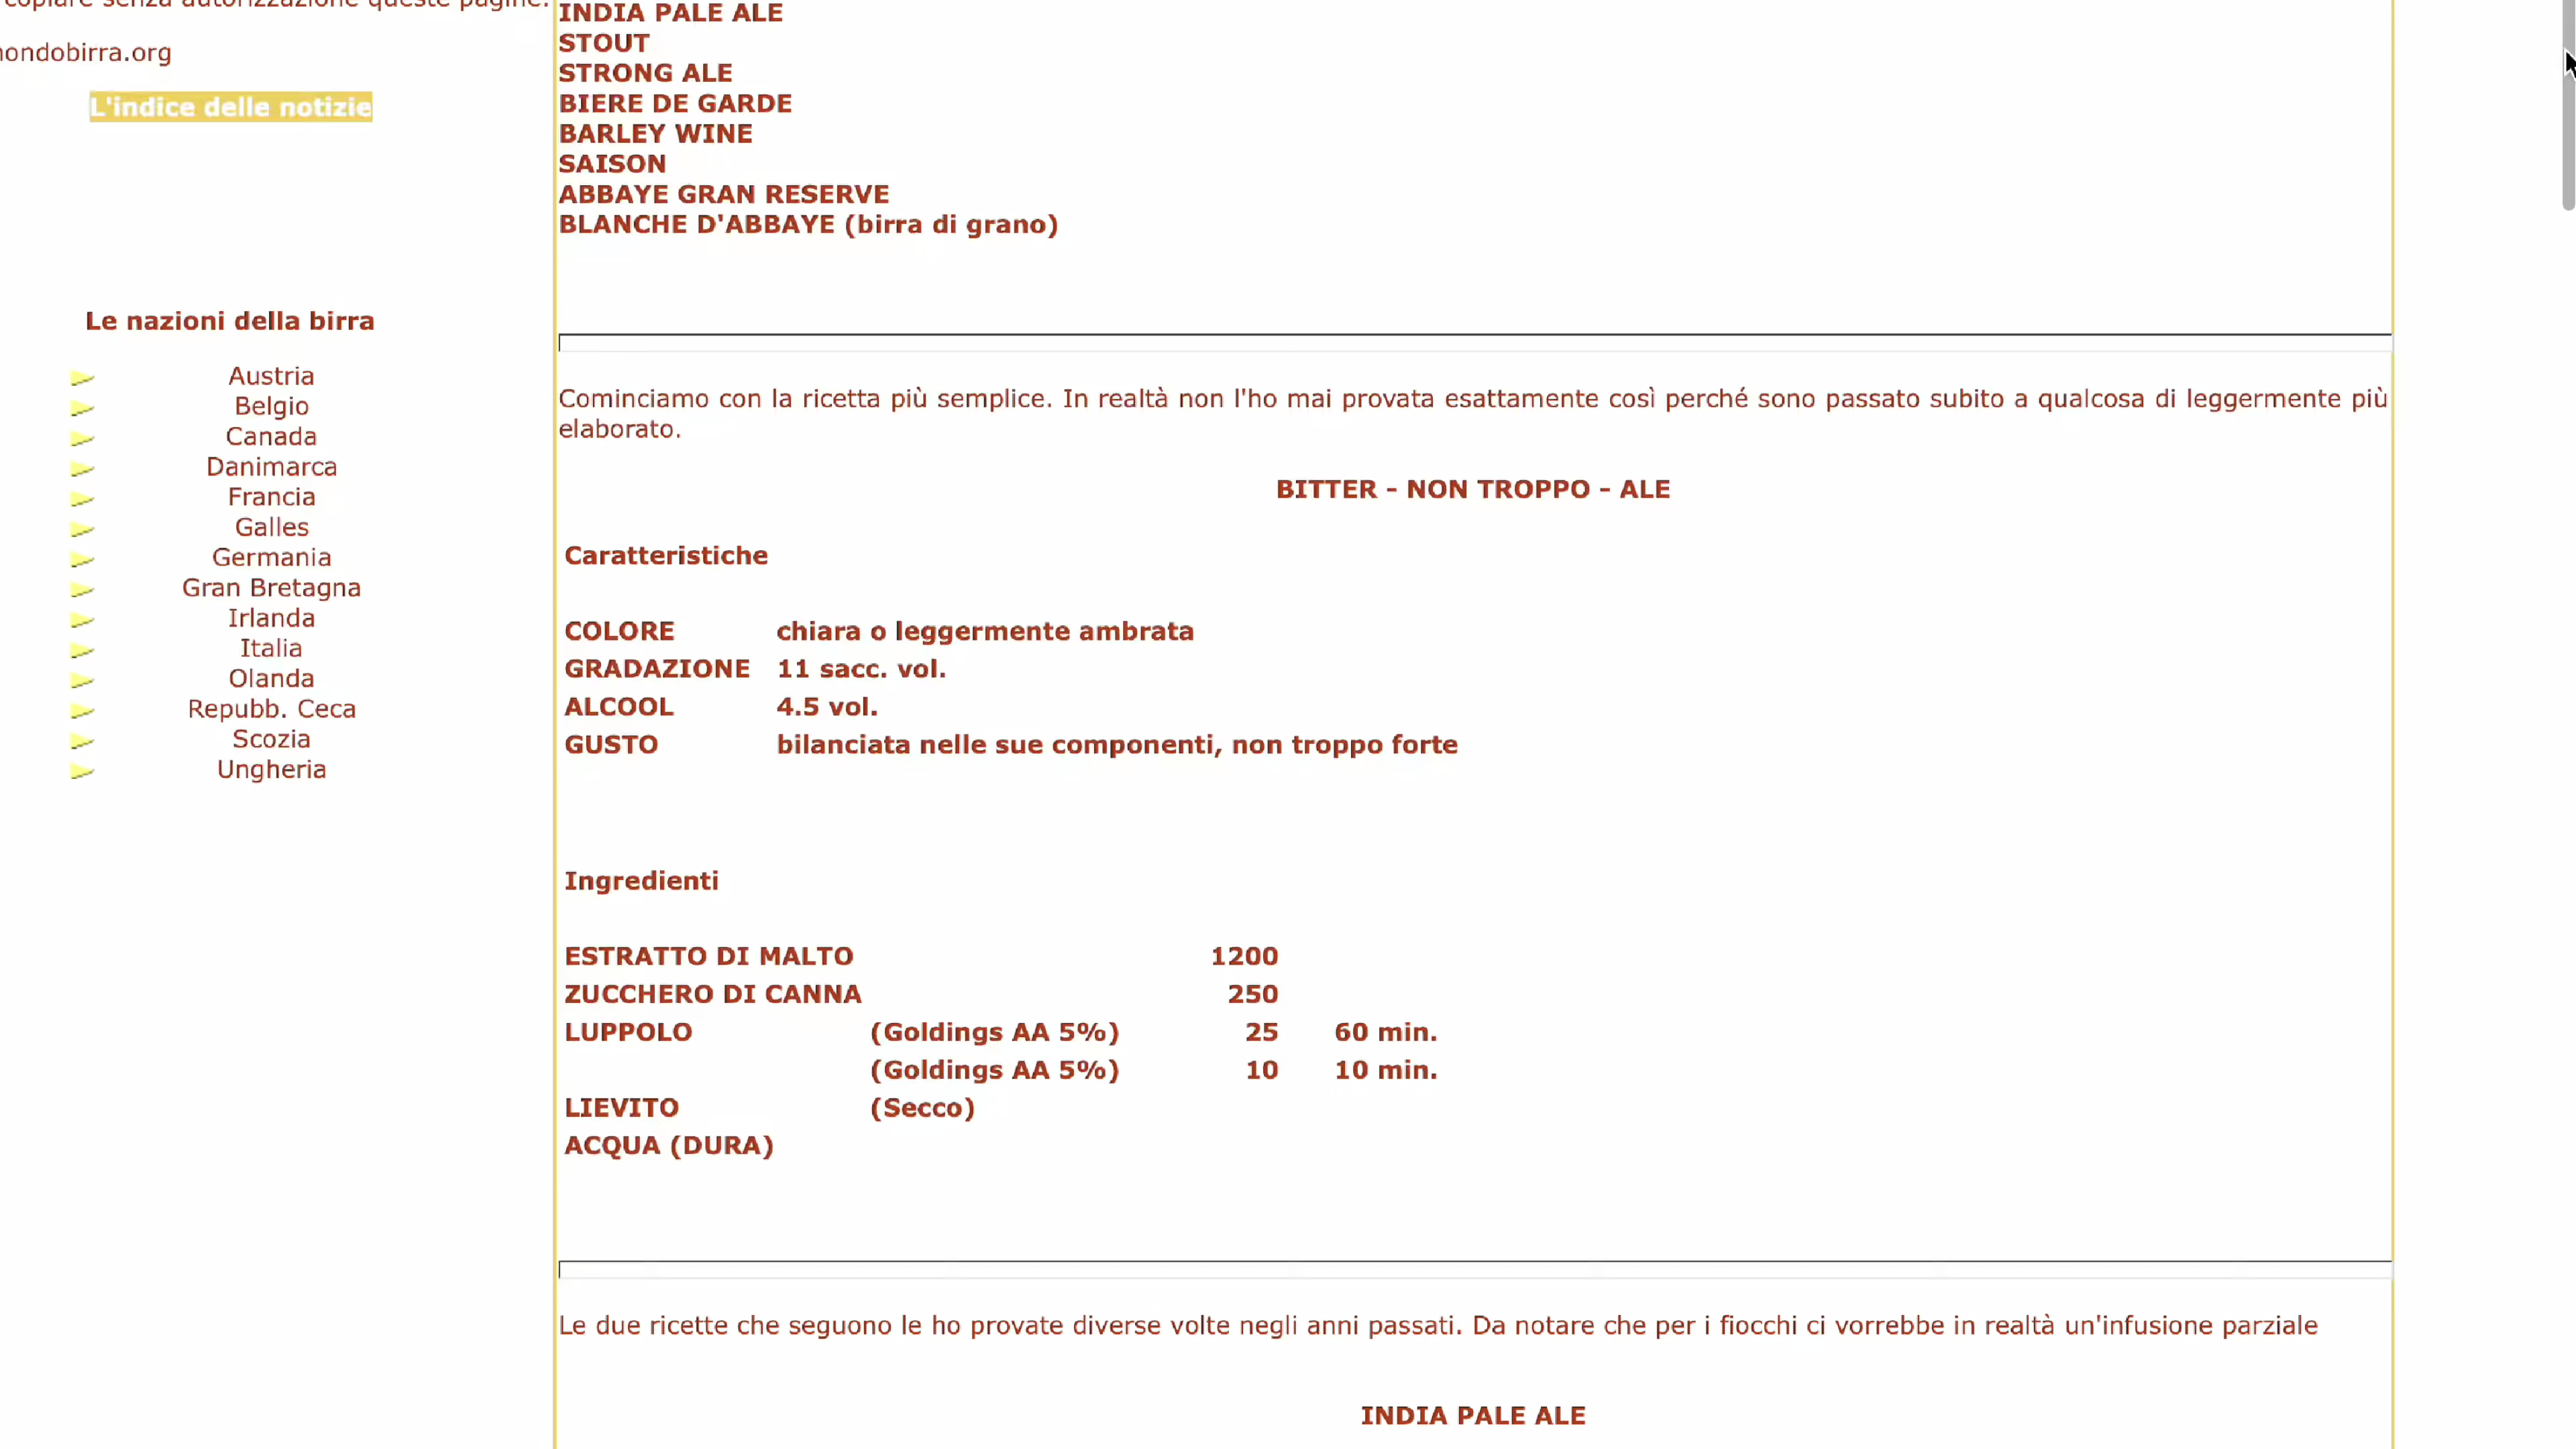 copiare senza autorizzazione queste pagine.
mondobirra.org
L'indice delle notizie
Le nazioni della birra
Austria
Belgio
Canada
Danimarca
Francia
Galles
Germania
Gran Bretagna
Irlanda
Italia
Olanda
Repubb. Ceca
Scozia
Ungheria
INDIA PALE ALE
STOUT
STRONG ALE
BIERE DE GARDE
BARLEY WINE
SAISON
ABBAYE GRAN RESERVE
BLANCHE D'ABBAYE (birra di grano)
Cominciamo con la ricetta più semplice. In realtà non l'ho mai provata esattamente così perché sono passato subito a qualcosa di leggermente più
elaborato.
BITTER - NON TROPPO - ALE
Caratteristiche
COLORE chiara o leggermente ambrata
GRADAZIONE 11 sacc. vol.
ALCOOL 4.5 vol.
GUSTO bilanciata nelle sue componenti, non troppo forte
Ingredienti
ESTRATTO DI MALTO 1200
ZUCCHERO DI CANNA 250
LUPPOLO (Goldings AA 5%) 25 60 min.
(Goldings AA 5%) 10 10 min.
LIEVITO (Secco)
ACQUA (DURA)
Le due ricette che seguono le ho provate diverse volte negli anni passati. Da notare che per i fiocchi ci vorrebbe in realtà un'infusione parziale
INDIA PALE ALE